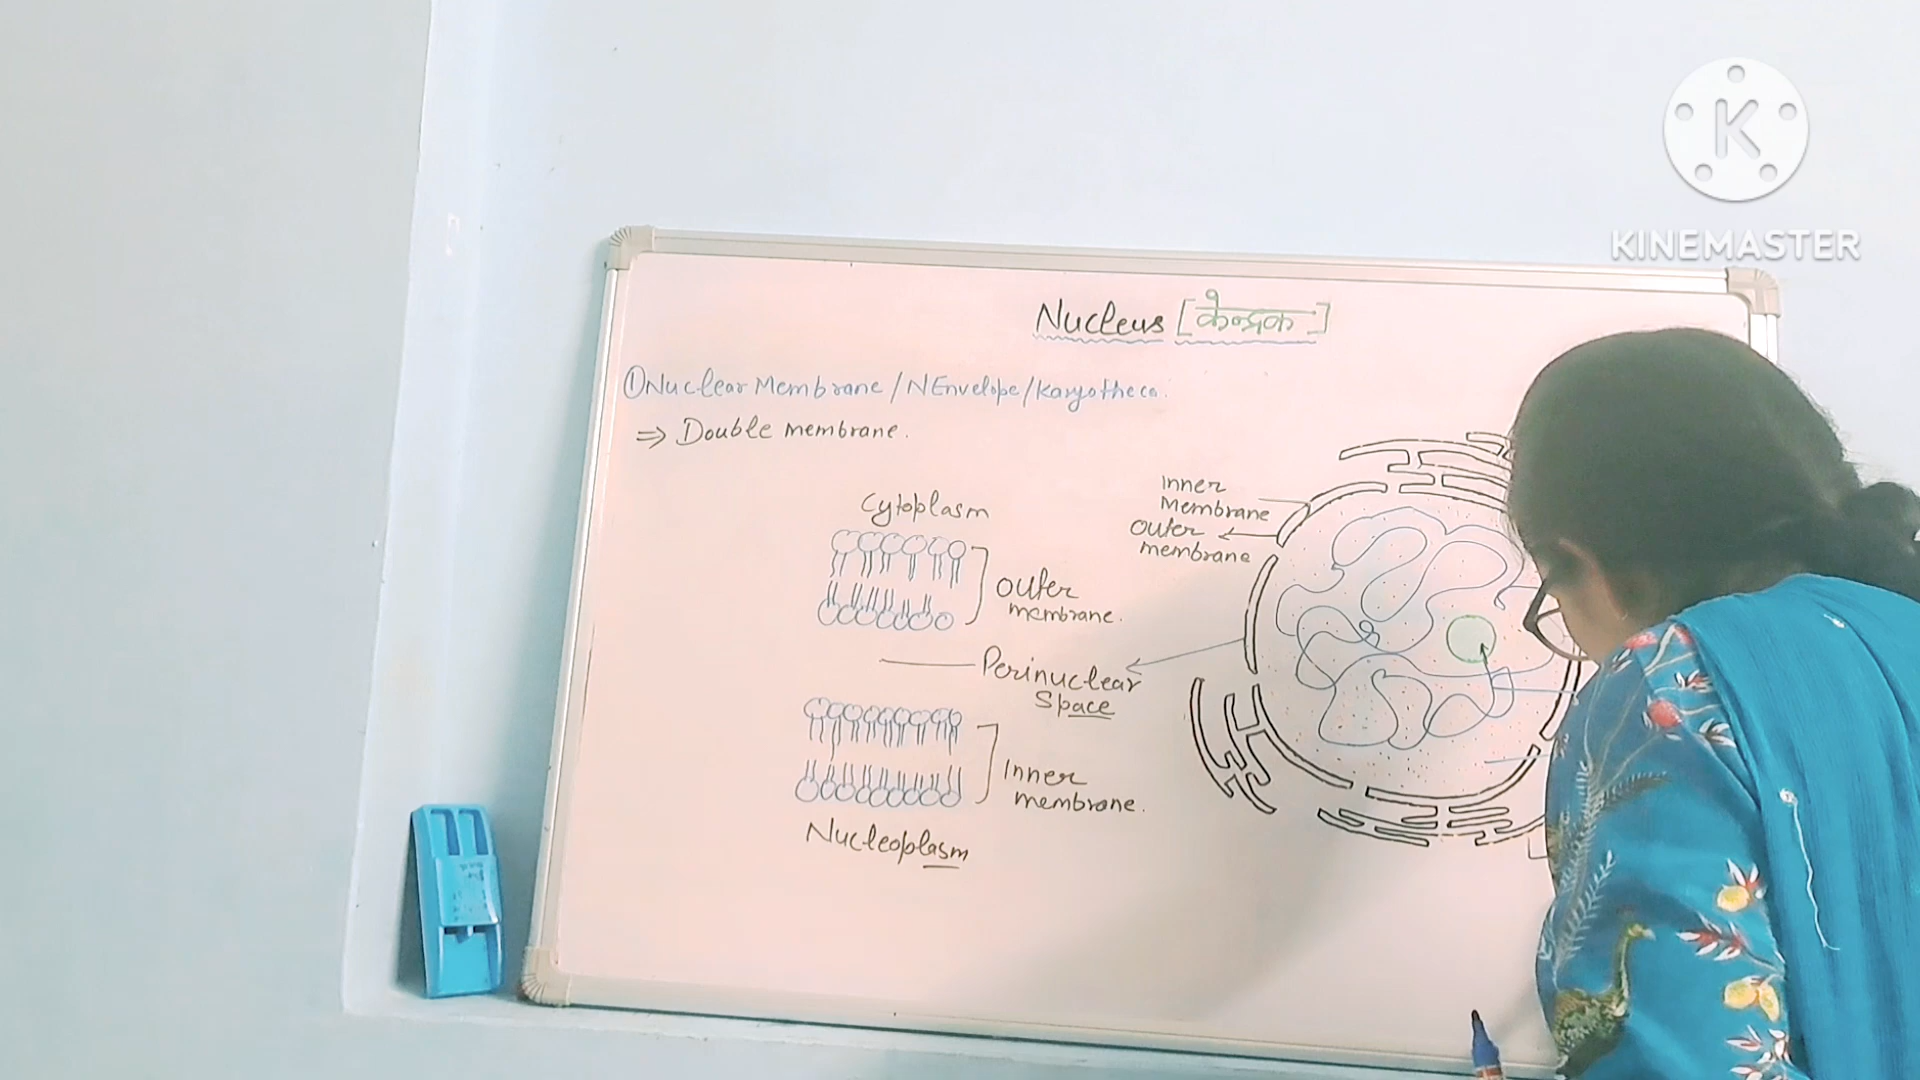 Nucleus [केन्द्रक]
①Nuclear Membrane/NEnvelope/Karyotheca.
⇒ Double membrane.
Cytoplasm
Outer
membrane.
Perinuclear
Space
Inner
membrane.
Nucleoplasm
Inner
Membrane
Outer
membrane
K
KINEMASTER